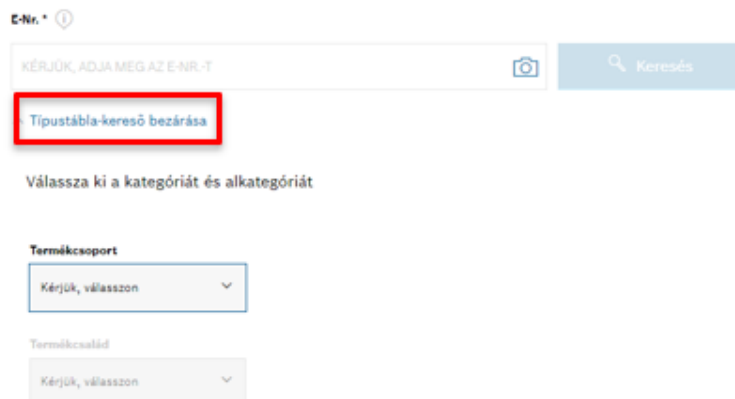 E-Nr. *
KÉRJÜK, ADJA MEG AZ E-NR.-T
Keresés
Típustábla-kereső bezárása
Válassza ki a kategóriát és alkategóriát
Termékcsoport
Kérjük, válasszon
Termékcsalád
Kérjük, válasszon